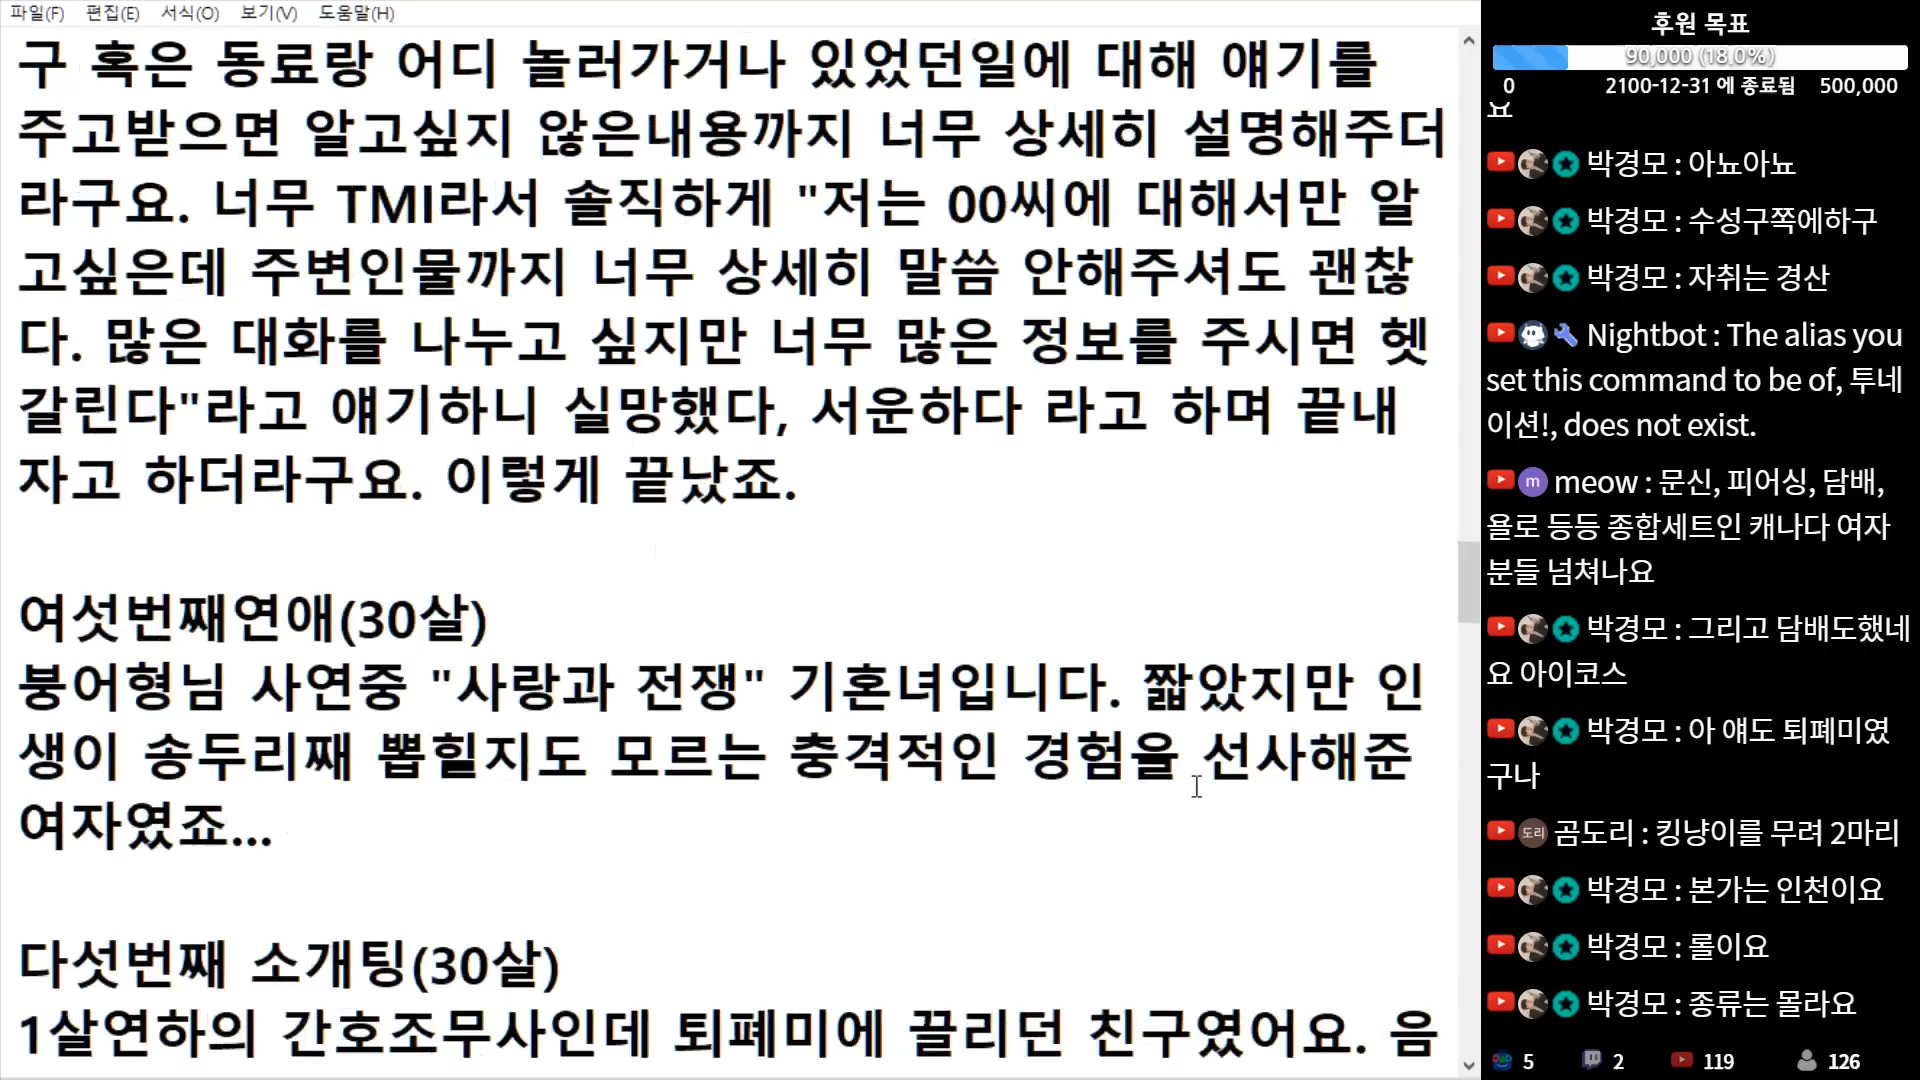 파일(F) 편집(E) 서식(O) 보기(V) 도움말(H)
구 혹은 동료랑 어디 놀러가거나 있었던일에 대해 얘기를
주고받으면 알고싶지 않은내용까지 너무 상세히 설명해주더
라구요. 너무 TMI라서 솔직하게 "저는 00씨에 대해서만 알
고싶은데 주변인물까지 너무 상세히 말씀 안해주셔도 괜찮
다. 많은 대화를 나누고 싶지만 너무 많은 정보를 주시면 헷
갈린다"라고 얘기하니 실망했다, 서운하다 라고 하며 끝내
자고 하더라구요. 이렇게 끝났죠.
여섯번째연애(30살)
붕어형님 사연중 "사랑과 전쟁" 기혼녀입니다. 짧았지만 인
생이 송두리째 뽑힐지도 모르는 충격적인 경험을 선사해준
여자였죠...
다섯번째 소개팅(30살)
1살연하의 간호조무사인데 퇴폐미에 끌리던 친구였어요. 음
후원 목표
90,000 (18.0%)
0 2100-12-31 에 종료됨 500,000
요
박경모 : 아뇨아뇨
박경모 : 수성구쪽에하구
박경모 : 자취는 경산
Nightbot : The alias you
set this command to be of, 투네
이션!, does not exist.
m meow : 문신, 피어싱, 담배,
욜로 등등 종합세트인 캐나다 여자
분들 넘쳐나요
박경모 : 그리고 담배도했네
요 아이코스
박경모 : 아 얘도 퇴폐미였
구나
도리 곰도리 : 킹냥이를 무려 2마리
박경모 : 본가는 인천이요
박경모 : 롤이요
박경모 : 종류는 몰라요
5 2 119 126